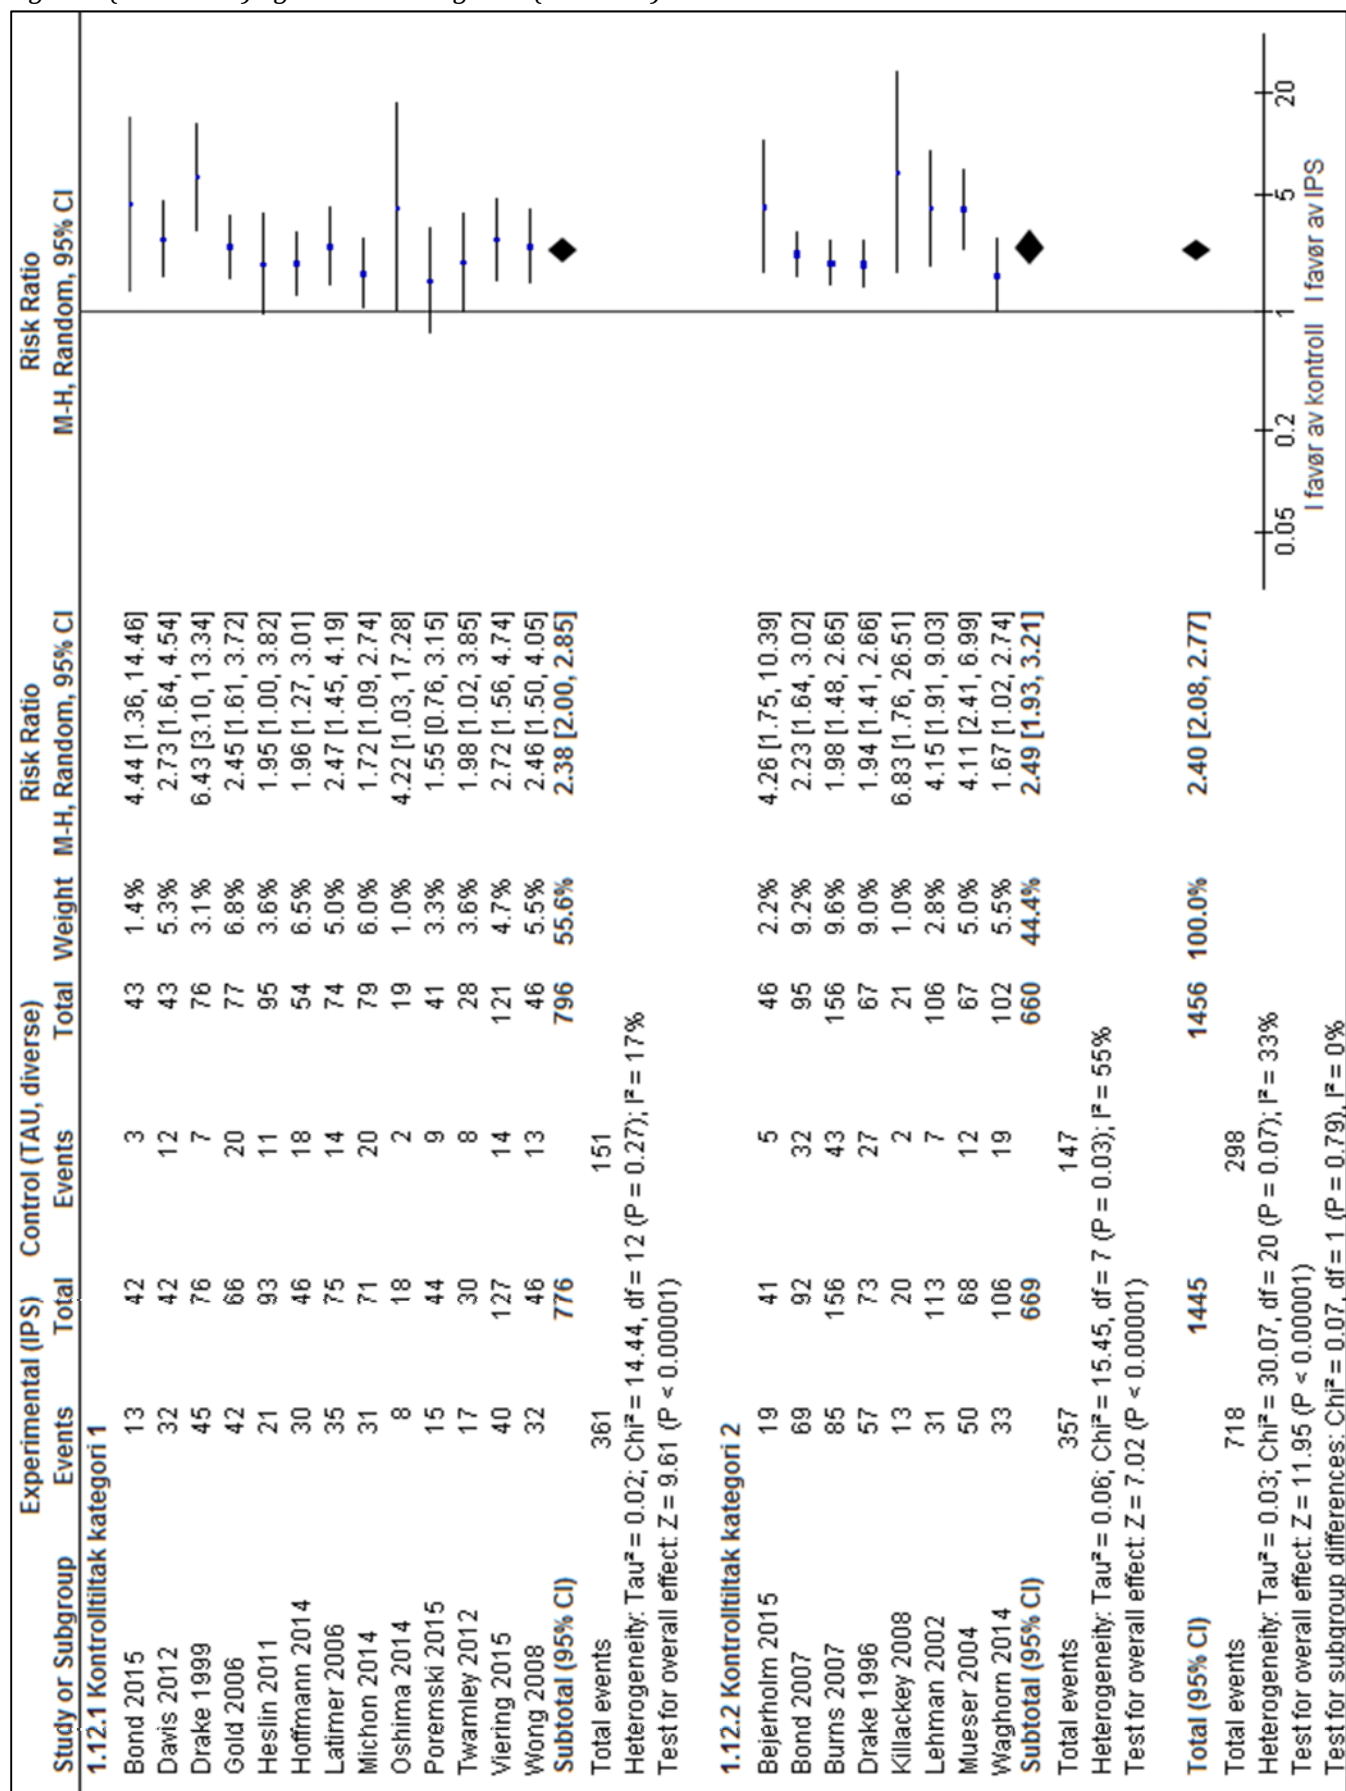 Experimental (IPS) Control (TAU, diverse) Risk Ratio Risk Ratio
Study or Subgroup Events Total Events Total Weight M-H, Random, 95% CI M-H, Random, 95% CI
1.12.1 Kontrolltiltak kategori 1
Bond 2015 13 42 3 43 1.4% 4.44 [1.36, 14.46]
Davis 2012 32 42 12 43 5.3% 2.73 [1.64, 4.54]
Drake 1999 45 76 7 76 3.1% 6.43 [3.10, 13.34]
Gold 2006 42 66 20 77 6.8% 2.45 [1.61, 3.72]
Heslin 2011 21 93 11 95 3.6% 1.95 [1.00, 3.82]
Hoffmann 2014 30 46 18 54 6.5% 1.96 [1.27, 3.01]
Latimer 2006 35 75 14 74 5.0% 2.47 [1.45, 4.19]
Michon 2014 31 71 20 79 6.0% 1.72 [1.09, 2.74]
Oshima 2014 8 18 2 19 1.0% 4.22 [1.03, 17.28]
Poremski 2015 15 44 9 41 3.3% 1.55 [0.76, 3.15]
Twamley 2012 17 30 8 28 3.6% 1.98 [1.02, 3.85]
Viering 2015 40 127 14 121 4.7% 2.72 [1.56, 4.74]
Wong 2008 32 46 13 46 5.5% 2.46 [1.50, 4.05]
Subtotal (95% CI) 776 796 55.6% 2.38 [2.00, 2.85]
Total events 361 151
Heterogeneity: Tau² = 0.02; Chi² = 14.44, df = 12 (P = 0.27); I² = 17%
Test for overall effect: Z = 9.61 (P < 0.00001)
1.12.2 Kontrolltiltak kategori 2
Bejerholm 2015 19 41 5 46 2.2% 4.26 [1.75, 10.39]
Bond 2007 69 92 32 95 9.2% 2.23 [1.64, 3.02]
Burns 2007 85 156 43 156 9.6% 1.98 [1.48, 2.65]
Drake 1996 57 73 27 67 9.0% 1.94 [1.41, 2.66]
Killackey 2008 13 20 2 21 1.0% 6.83 [1.76, 26.51]
Lehman 2002 31 113 7 106 2.8% 4.15 [1.91, 9.03]
Mueser 2004 50 68 12 67 5.0% 4.11 [2.41, 6.99]
Waghorn 2014 33 106 19 102 5.5% 1.67 [1.02, 2.74]
Subtotal (95% CI) 669 660 44.4% 2.49 [1.93, 3.21]
Total events 357 147
Heterogeneity: Tau² = 0.06; Chi² = 15.45, df = 7 (P = 0.03); I² = 55%
Test for overall effect: Z = 7.02 (P < 0.00001)
Total (95% CI) 1445 1456 100.0% 2.40 [2.08, 2.77]
Total events 718 298
Heterogeneity: Tau² = 0.03; Chi² = 30.07, df = 20 (P = 0.07); I² = 33%
Test for overall effect: Z = 11.95 (P < 0.00001)
Test for subgroup differences: Chi² = 0.07, df = 1 (P = 0.79), I² = 0%
0.05 0.2 1 5 20
I favør av kontroll I favør av IPS